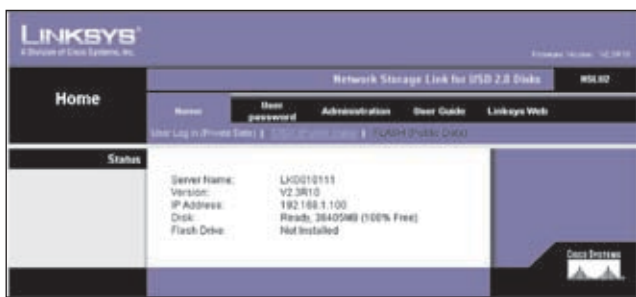 LINKSYS®
A Division of Cisco Systems, Inc.
Firmware Version: V2.3R10
Network Storage Link for USB 2.0 Disks
NSLU2
Home
Home
User password
Administration
User Guide
Linksys Web
User Log in (Private Data) | DISK (Public Data) | FLASH (Public Data)
Status
Server Name: LKG010111
Version: V2.3R10
IP Address: 192.168.1.100
Disk: Ready, 38405MB (100% Free)
Flash Drive: Not Installed
CISCO SYSTEMS